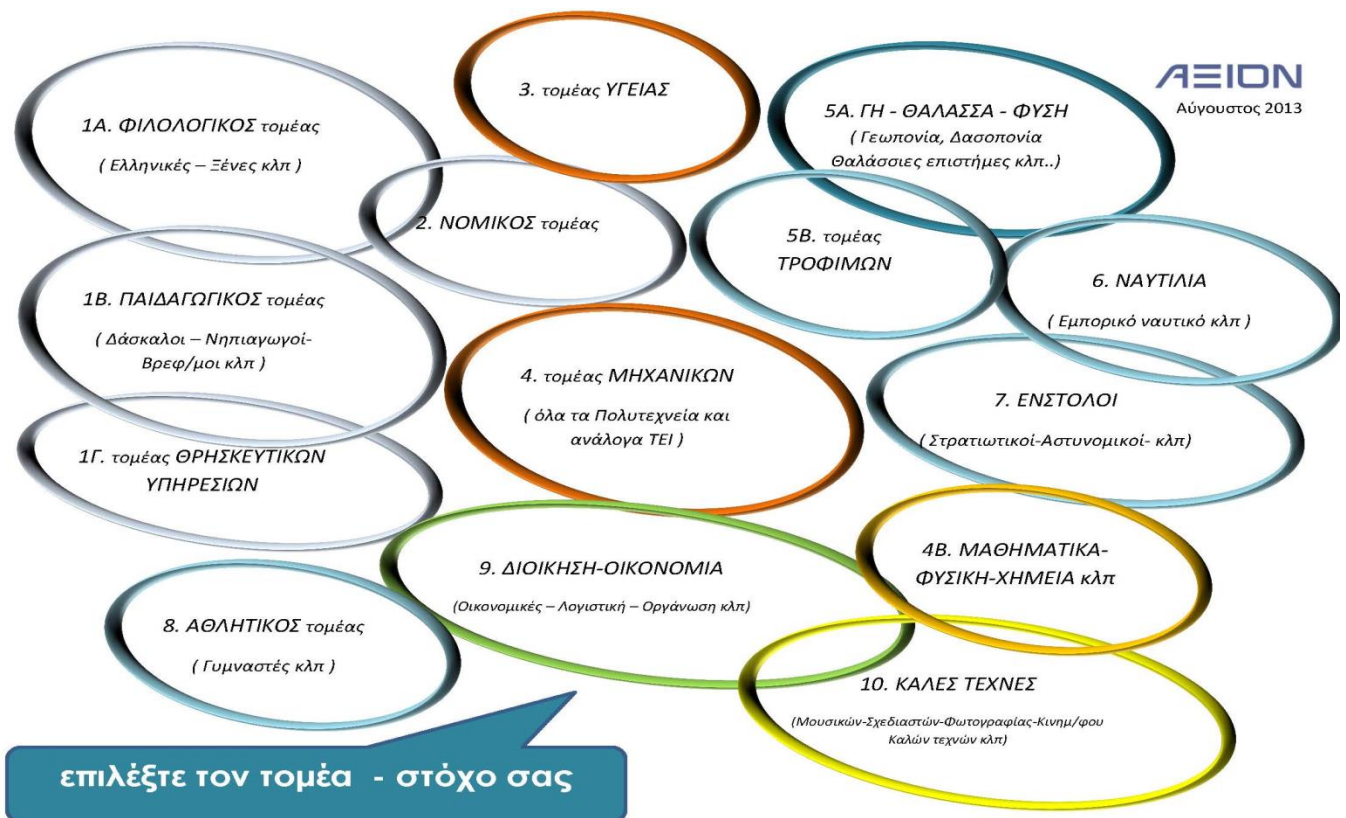 ΑΞΙΟΝ
Αύγουστος 2013
1Α. ΦΙΛΟΛΟΓΙΚΟΣ τομέας
( Ελληνικές – Ξένες κλπ )
3. τομέας ΥΓΕΙΑΣ
5Α. ΓΗ - ΘΑΛΑΣΣΑ - ΦΥΣΗ
( Γεωπονία, Δασοπονία
Θαλάσσιες επιστήμες κλπ..)
2. ΝΟΜΙΚΟΣ τομέας
5Β. τομέας
ΤΡΟΦΙΜΩΝ
1Β. ΠΑΙΔΑΓΩΓΙΚΟΣ τομέας
( Δάσκαλοι – Νηπιαγωγοί-
Βρεφ/μοι κλπ )
6. ΝΑΥΤΙΛΙΑ
( Εμπορικό ναυτικό κλπ )
4. τομέας ΜΗΧΑΝΙΚΩΝ
( όλα τα Πολυτεχνεία και
ανάλογα ΤΕΙ )
7. ΕΝΣΤΟΛΟΙ
( Στρατιωτικοί-Αστυνομικοί- κλπ)
1Γ. τομέας ΘΡΗΣΚΕΥΤΙΚΩΝ
ΥΠΗΡΕΣΙΩΝ
9. ΔΙΟΙΚΗΣΗ-ΟΙΚΟΝΟΜΙΑ
(Οικονομικές – Λογιστική – Οργάνωση κλπ)
4Β. ΜΑΘΗΜΑΤΙΚΑ-
ΦΥΣΙΚΗ-ΧΗΜΕΙΑ κλπ
8. ΑΘΛΗΤΙΚΟΣ τομέας
( Γυμναστές κλπ )
10. ΚΑΛΕΣ ΤΕΧΝΕΣ
(Μουσικών-Σχεδιαστών-Φωτογραφίας-Κινημ/φου
Καλών τεχνών κλπ)
επιλέξτε τον τομέα - στόχο σας